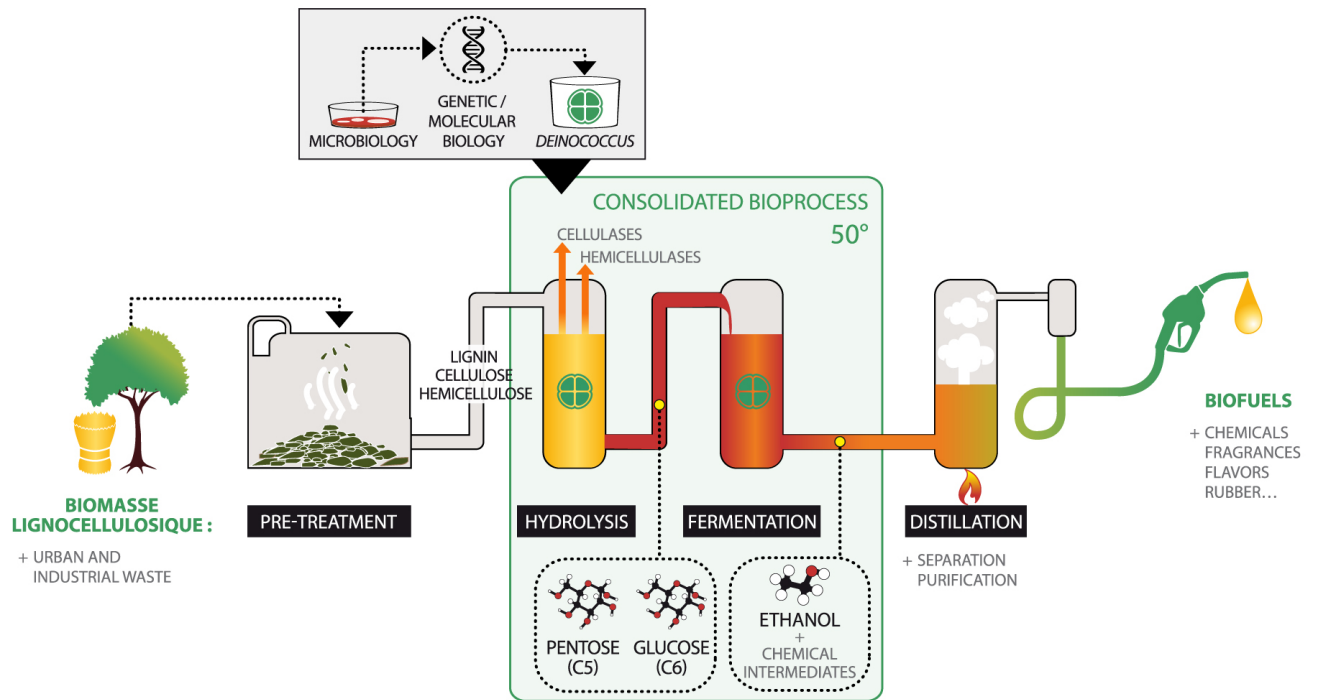 MICROBIOLOGY
GENETIC /
MOLECULAR
BIOLOGY
DEINOCOCCUS
CONSOLIDATED BIOPROCESS
50°
CELLULASES
HEMICELLULASES
LIGNIN
CELLULOSE
HEMICELLULOSE
BIOMASSE
LIGNOCELLULOSIQUE :
+ URBAN AND
INDUSTRIAL WASTE
PRE-TREATMENT
HYDROLYSIS
FERMENTATION
DISTILLATION
+ SEPARATION
PURIFICATION
BIOFUELS
+ CHEMICALS
FRAGRANCES
FLAVORS
RUBBER...
PENTOSE
(C5)
GLUCOSE
(C6)
ETHANOL
+
CHEMICAL
INTERMEDIATES